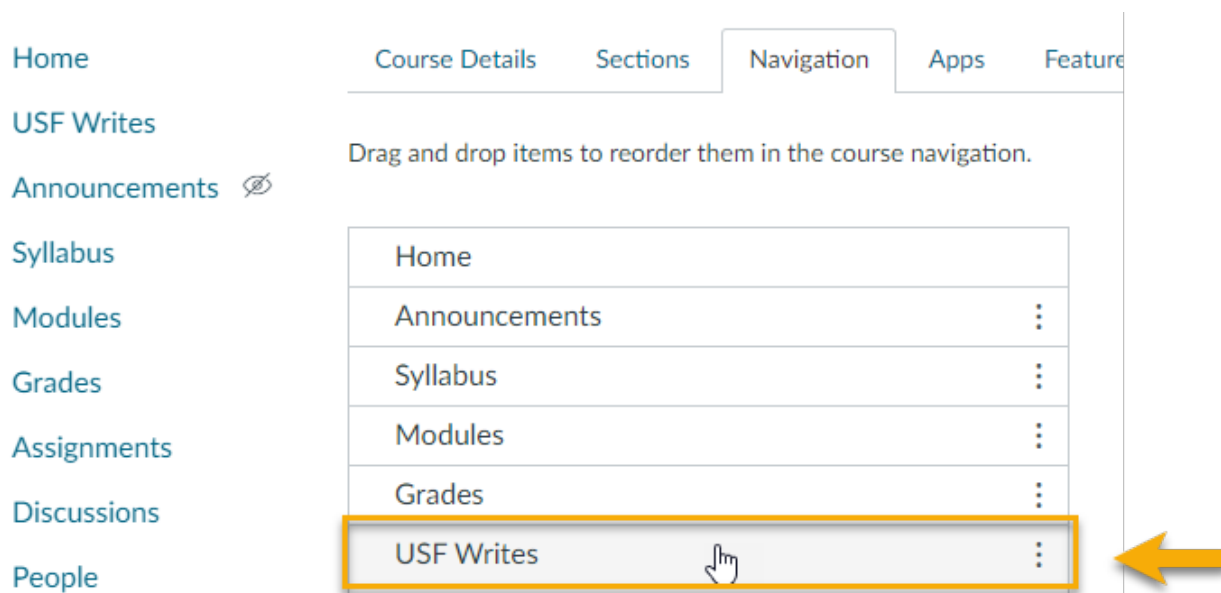 Home
USF Writes
Announcements
Syllabus
Modules
Grades
Assignments
Discussions
People
Course Details Sections Navigation Apps Feature
Drag and drop items to reorder them in the course navigation.
Home
Announcements
Syllabus
Modules
Grades
USF Writes